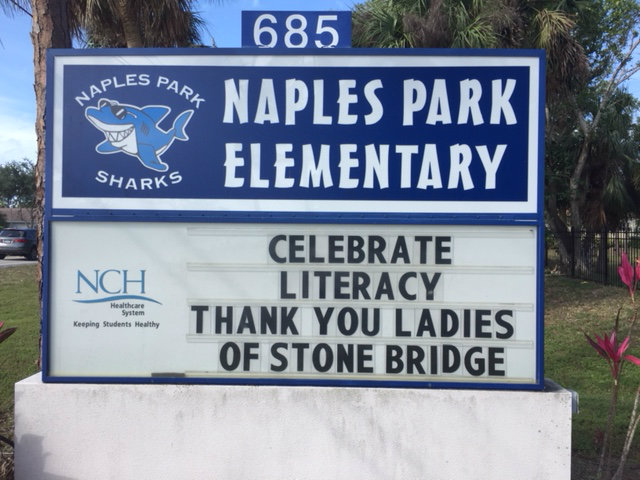 685
NAPLES PARK
SHARKS
NAPLES PARK
ELEMENTARY
NCH
Healthcare
System
Keeping Students Healthy
CELEBRATE
LITERACY
THANK YOU LADIES
OF STONE BRIDGE